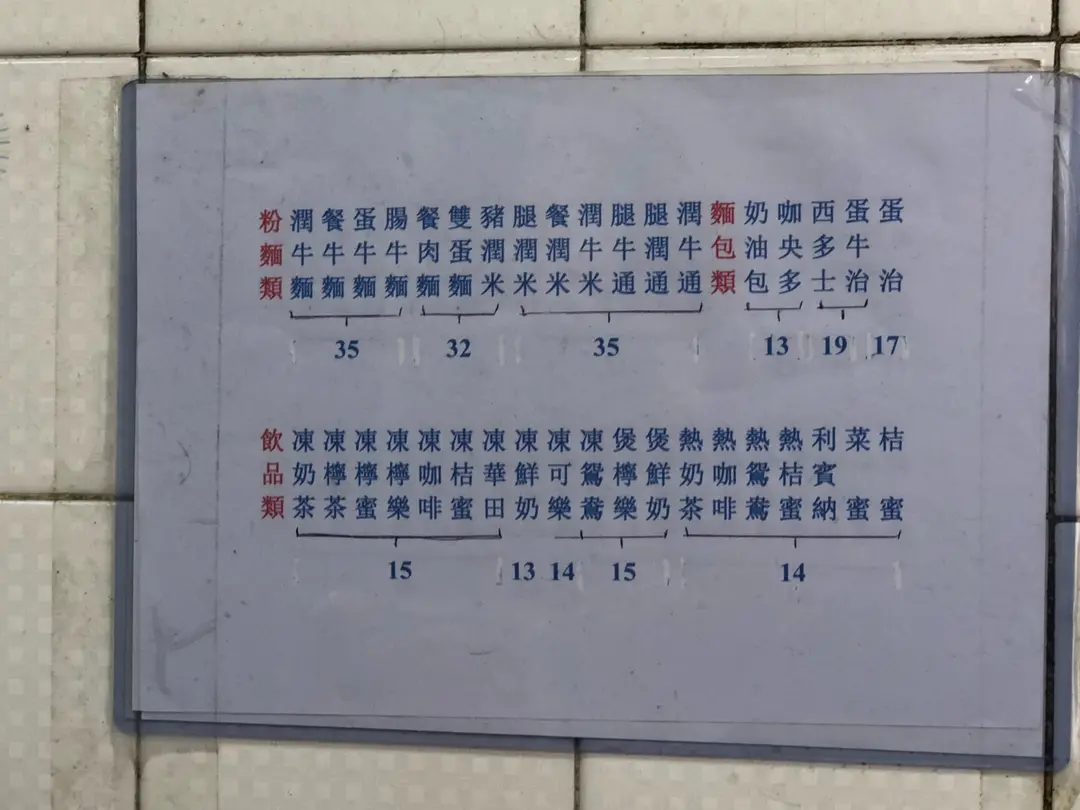 粉麵類
潤牛麵
餐牛麵
蛋牛麵
腸牛麵
35
餐肉麵
雙蛋麵
豬潤米
32
腿潤米
餐潤米
潤牛米
腿牛通
腿潤通
潤牛通
35
麵包類
奶油包
咖央多
13
西多士
蛋牛治
19
蛋治
17
飲品類
凍奶茶
凍檸茶
凍檸蜜
凍檸樂
凍咖啡
凍桔蜜
凍華田
15
凍鮮奶
13
凍可樂
14
凍鴛鴦
煲檸樂
煲鮮奶
15
熱奶茶
熱咖啡
熱鴛鴦
熱桔蜜
利賓納
菜蜜
桔蜜
14